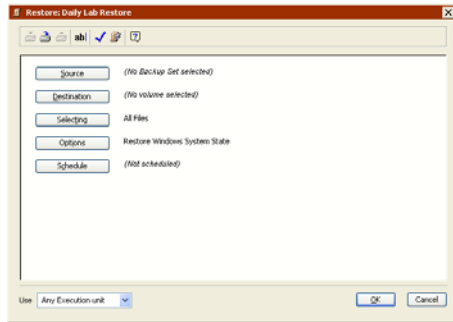 Restore: Daily Lab Restore
ab|
Source (No Backup Set selected)
Destination (No volume selected)
Selecting All Files
Options Restore Windows System State
Schedule (Not scheduled)
Use Any Execution unit OK Cancel